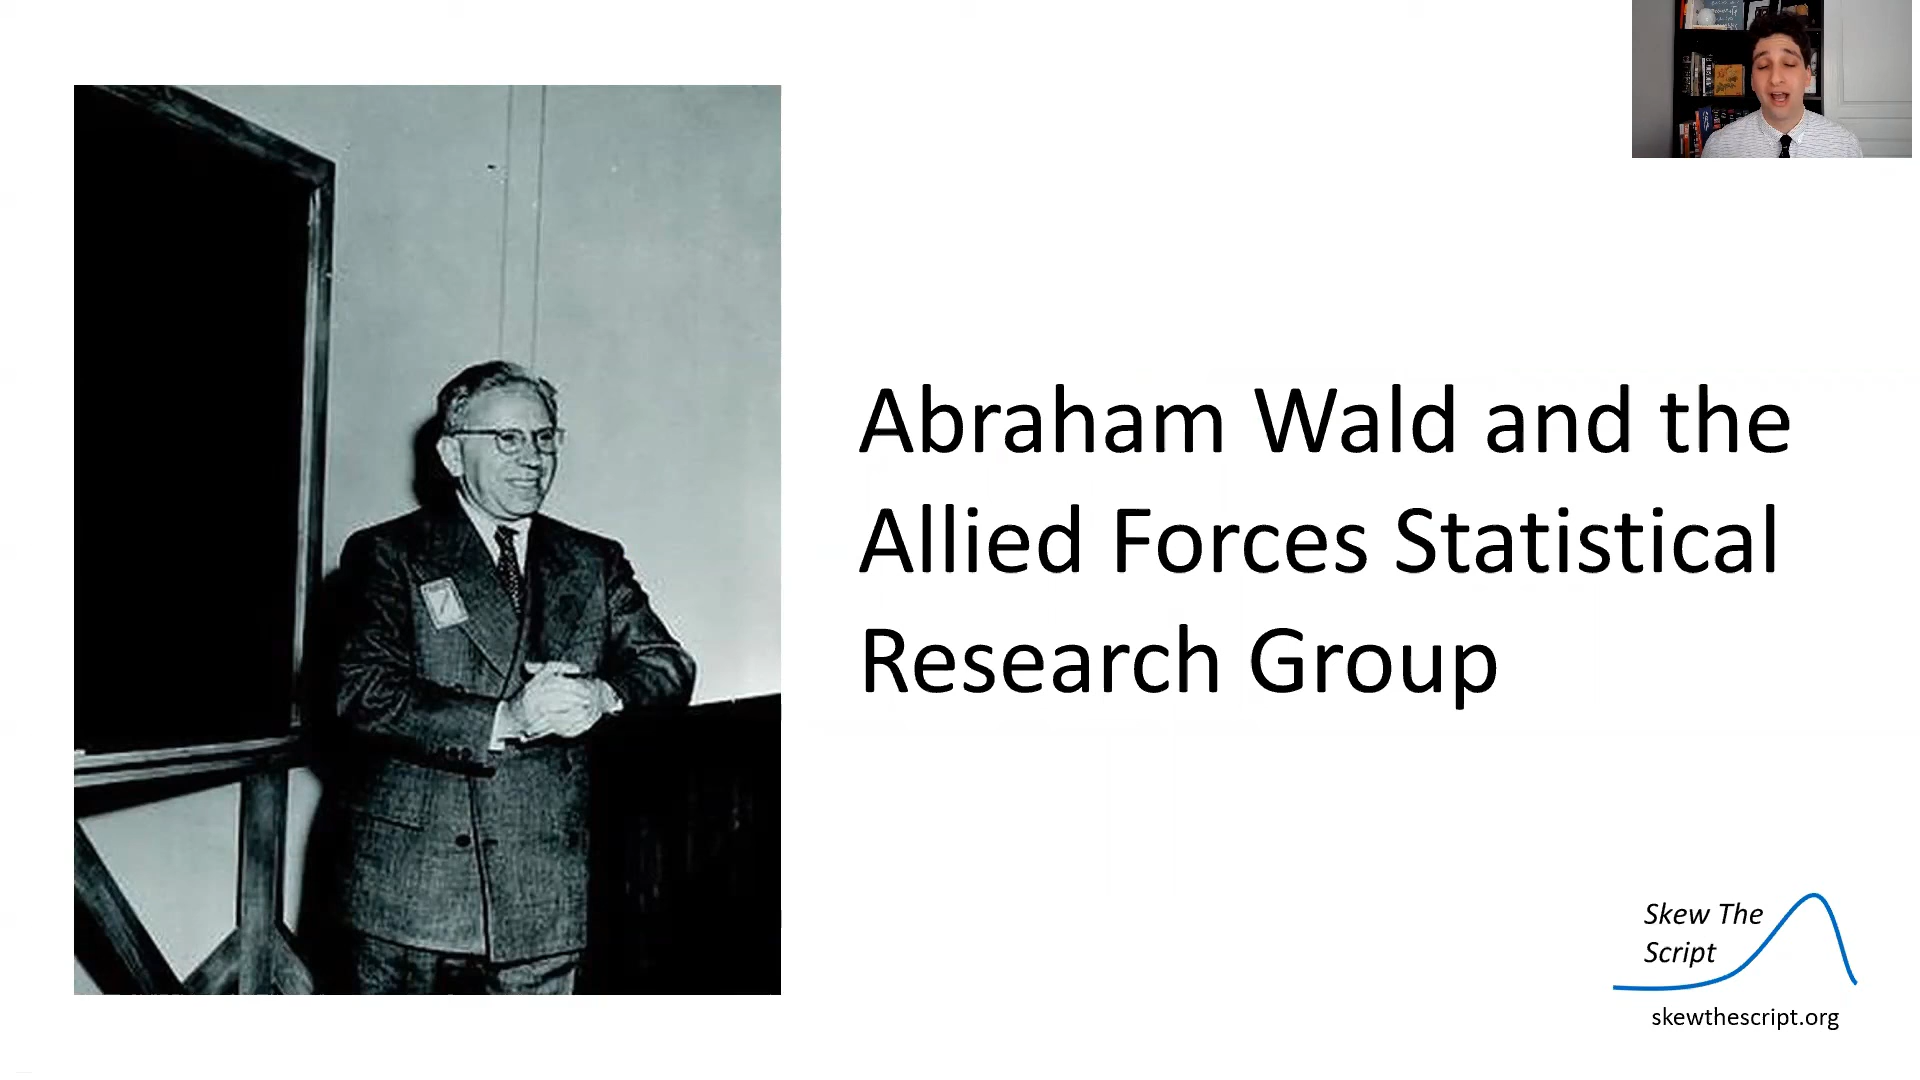 Abraham Wald and the
Allied Forces Statistical
Research Group
Skew The
Script
skewthescript.org